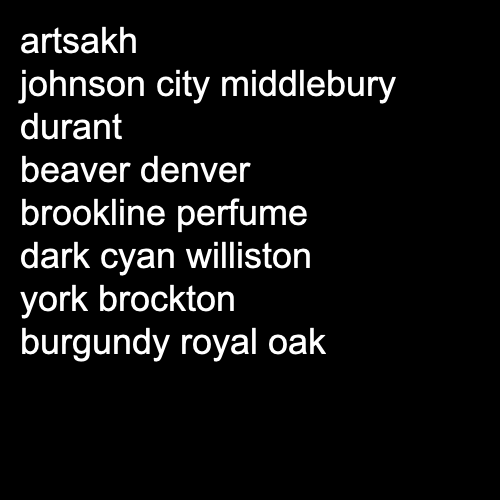 artsakh
johnson city middlebury
durant
beaver denver
brookline perfume
dark cyan williston
york brockton
burgundy royal oak